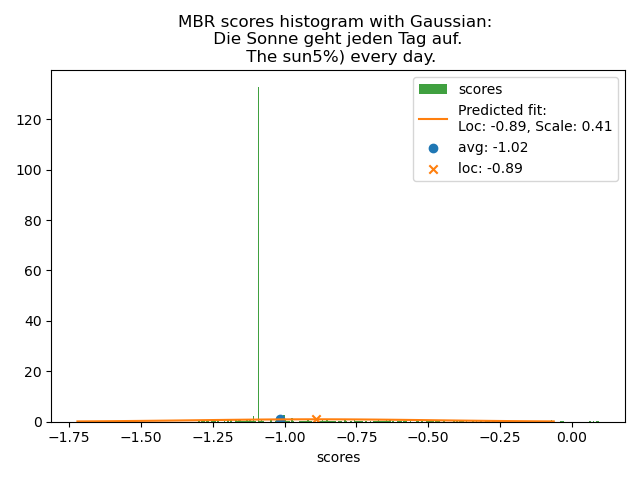 MBR scores histogram with Gaussian:
Die Sonne geht jeden Tag auf.
The sun5%) every day.
scores
Predicted fit:
Loc: -0.89, Scale: 0.41
avg: -1.02
loc: -0.89
120
100
80
60
40
20
0
−1.75 −1.50 −1.25 −1.00 −0.75 −0.50 −0.25 0.00
scores